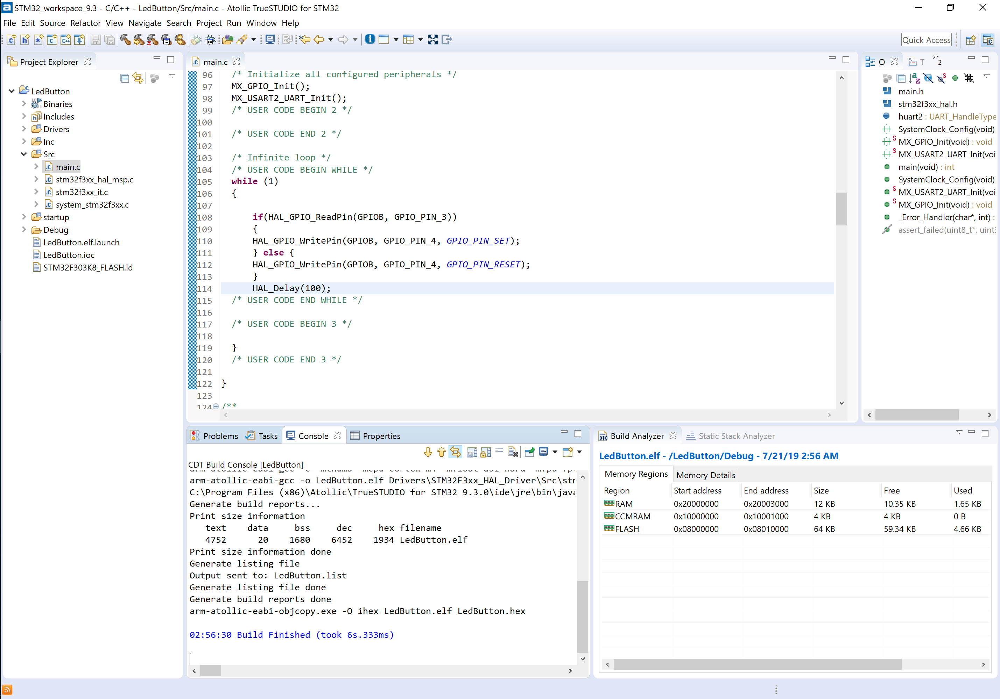 STM32_workspace_9.3 - C/C++ - LedButton/Src/main.c - Atollic TrueSTUDIO for STM32
File Edit Source Refactor View Navigate Search Project Run Window Help
Quick Access
Project Explorer
LedButton
Binaries
Includes
Drivers
Inc
Src
main.c
stm32f3xx_hal_msp.c
stm32f3xx_it.c
system_stm32f3xx.c
startup
Debug
LedButton.elf.launch
LedButton.ioc
STM32F303K8_FLASH.ld
main.c
96 /* Initialize all configured peripherals */
97 MX_GPIO_Init();
98 MX_USART2_UART_Init();
99 /* USER CODE BEGIN 2 */
100
101 /* USER CODE END 2 */
102
103 /* Infinite loop */
104 /* USER CODE BEGIN WHILE */
105 while (1)
106 {
107
108 if(HAL_GPIO_ReadPin(GPIOB, GPIO_PIN_3))
109 {
110 HAL_GPIO_WritePin(GPIOB, GPIO_PIN_4, GPIO_PIN_SET);
111 } else {
112 HAL_GPIO_WritePin(GPIOB, GPIO_PIN_4, GPIO_PIN_RESET);
113 }
114 HAL_Delay(100);
115 /* USER CODE END WHILE */
116
117 /* USER CODE BEGIN 3 */
118
119 }
120 /* USER CODE END 3 */
121
122 }
123
124 /**
O T »2
main.h
stm32f3xx_hal.h
huart2 : UART_HandleType
SystemClock_Config(void)
MX_GPIO_Init(void) : void
MX_USART2_UART_Init(voi
main(void) : int
SystemClock_Config(void)
MX_USART2_UART_Init(voi
MX_GPIO_Init(void) : void
_Error_Handler(char*, int) :
assert_failed(uint8_t*, uint
Problems Tasks Console Properties
CDT Build Console [LedButton]
arm-atollic-eabi-gcc -o LedButton.elf Drivers\STM32F3xx_HAL_Driver\Src\stm
C:\Program Files (x86)\Atollic\TrueSTUDIO for STM32 9.3.0\ide\jre\bin\java
Generate build reports...
Print size information
text data bss dec hex filename
4752 20 1680 6452 1934 LedButton.elf
Print size information done
Generate listing file
Output sent to: LedButton.list
Generate listing file done
Generate build reports done
arm-atollic-eabi-objcopy.exe -O ihex LedButton.elf LedButton.hex
02:56:30 Build Finished (took 6s.333ms)
Build Analyzer Static Stack Analyzer
LedButton.elf - /LedButton/Debug - 7/21/19 2:56 AM
Memory Regions Memory Details
Region Start address End address Size Free Used
RAM 0x20000000 0x20003000 12 KB 10.35 KB 1.65 KB
CCMRAM 0x10000000 0x10001000 4 KB 4 KB 0 B
FLASH 0x08000000 0x08010000 64 KB 59.34 KB 4.66 KB